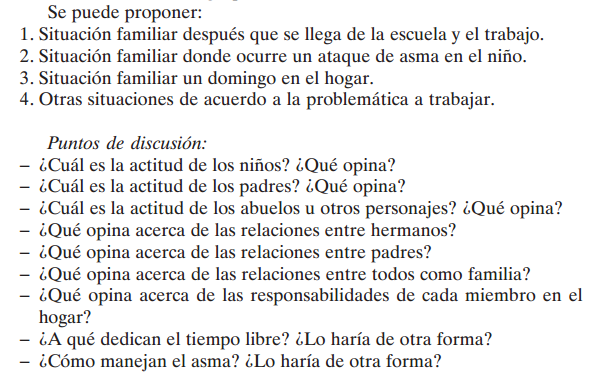 Se puede proponer:
1. Situación familiar después que se llega de la escuela y el trabajo.
2. Situación familiar donde ocurre un ataque de asma en el niño.
3. Situación familiar un domingo en el hogar.
4. Otras situaciones de acuerdo a la problemática a trabajar.
Puntos de discusión:
– ¿Cuál es la actitud de los niños? ¿Qué opina?
– ¿Cuál es la actitud de los padres? ¿Qué opina?
– ¿Cuál es la actitud de los abuelos u otros personajes? ¿Qué opina?
– ¿Qué opina acerca de las relaciones entre hermanos?
– ¿Qué opina acerca de las relaciones entre padres?
– ¿Qué opina acerca de las relaciones entre todos como familia?
– ¿Qué opina acerca de las responsabilidades de cada miembro en el
hogar?
– ¿A qué dedican el tiempo libre? ¿Lo haría de otra forma?
– ¿Cómo manejan el asma? ¿Lo haría de otra forma?